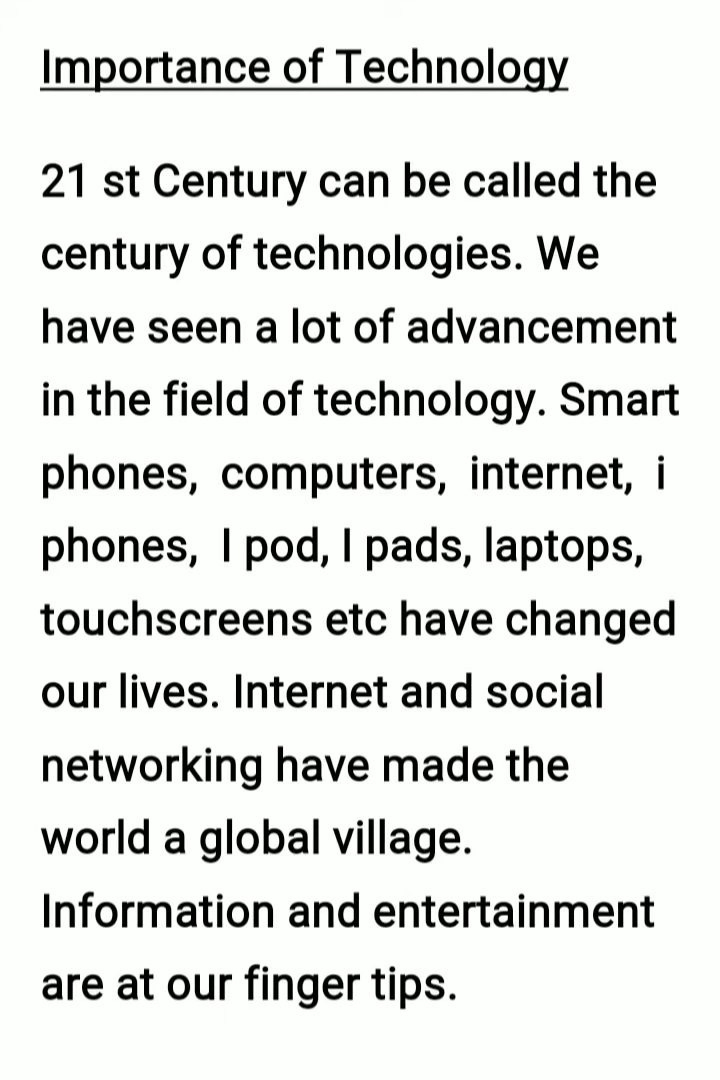 Importance of Technology
21 st Century can be called the
century of technologies. We
have seen a lot of advancement
in the field of technology. Smart
phones,  computers,  internet,  i
phones,  I pod, I pads, laptops,
touchscreens etc have changed
our lives. Internet and social
networking have made the
world a global village.
Information and entertainment
are at our finger tips.